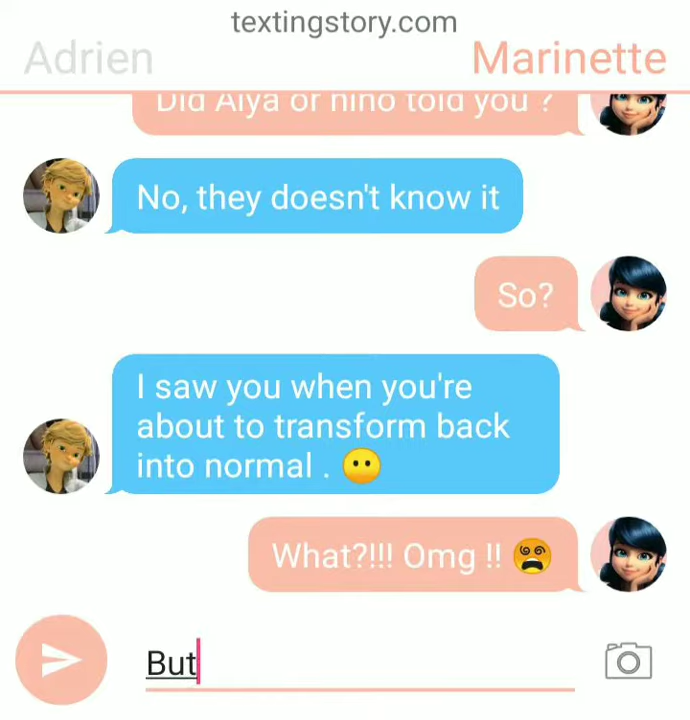 textingstory.com
Adrien
Marinette
Did Alya or nino told you ?
No, they doesn't know it
So?
I saw you when you're
about to transform back
into normal . 😶
What?!!! Omg !! 😵
But